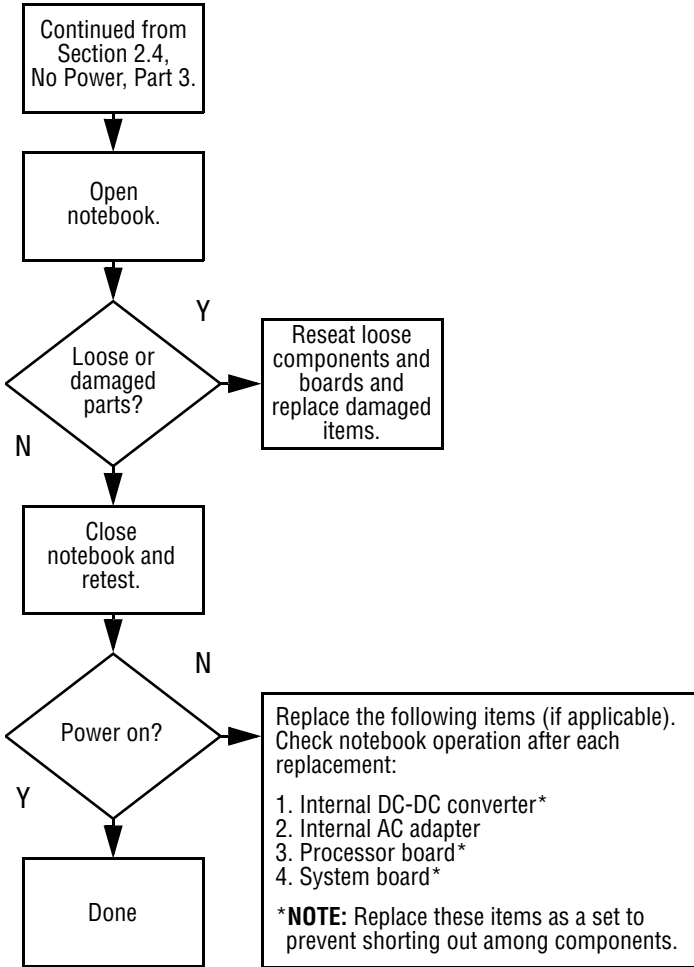 Continued from
Section 2.4,
No Power, Part 3.
Open
notebook.
Y
Loose or
damaged
parts?
Reseat loose
components and
boards and
replace damaged
items.
N
Close
notebook and
retest.
N
Power on?
Replace the following items (if applicable).
Check notebook operation after each
replacement:
1. Internal DC-DC converter*
2. Internal AC adapter
3. Processor board*
4. System board*
*NOTE: Replace these items as a set to
prevent shorting out among components.
Y
Done